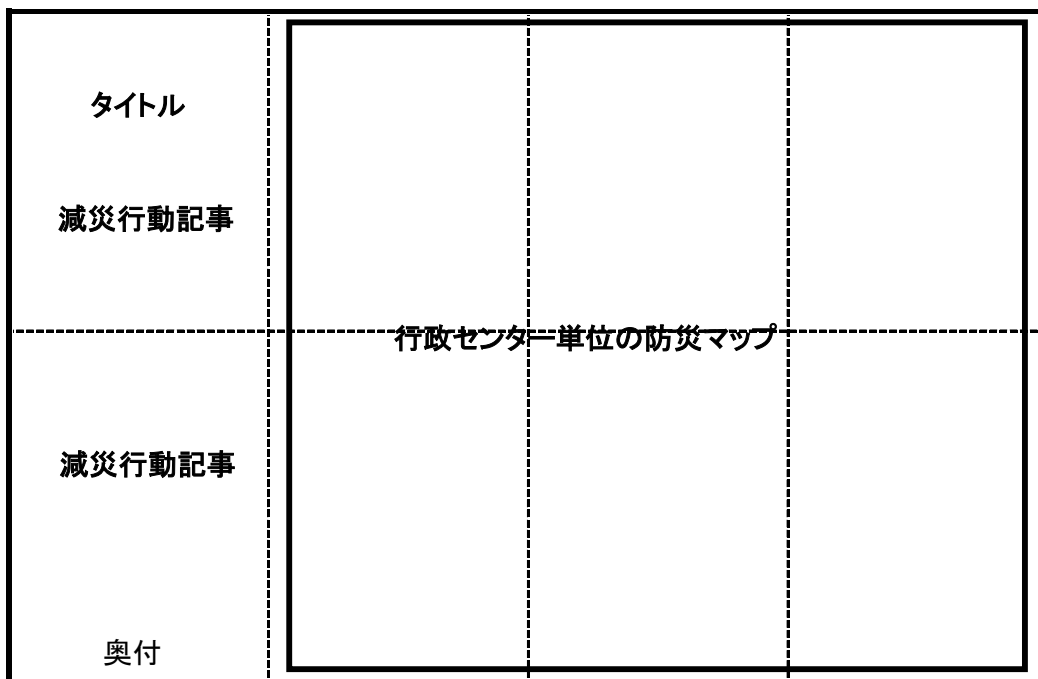 タイトル
減災行動記事
行政センター単位の防災マップ
減災行動記事
奥付